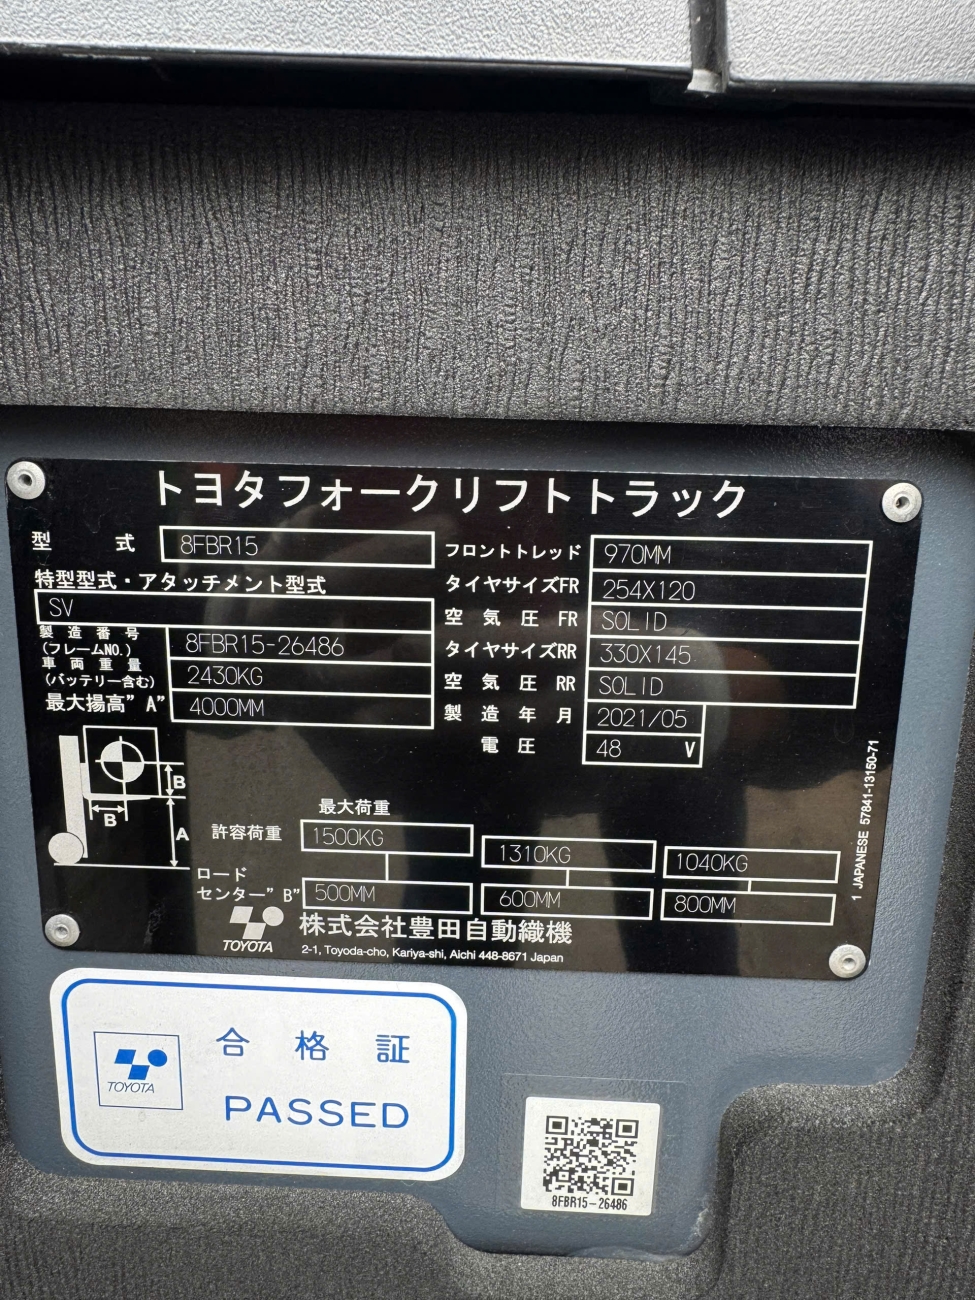 トヨタフォークリフトトラック
型式 8FBR15
特型型式・アタッチメント型式
SV
製造番号
(フレームNO.) 8FBR15-26486
車両重量
(バッテリー含む) 2430KG
最大揚高"A" 4000MM
フロントトレッド 970MM
タイヤサイズFR 254X120
空気圧 FR SOLID
タイヤサイズRR 330X145
空気圧 RR SOLID
製造年月 2021/05
電圧 48 V
B
B
A
最大荷重
許容荷重 1500KG 1310KG 1040KG
ロード
センター"B" 500MM 600MM 800MM
TOYOTA 株式会社豊田自動織機
2-1, Toyoda-cho, Kariya-shi, Aichi 448-8671 Japan
1 JAPANESE 57841-13150-71
TOYOTA
合格証
PASSED
8FBR15-26486